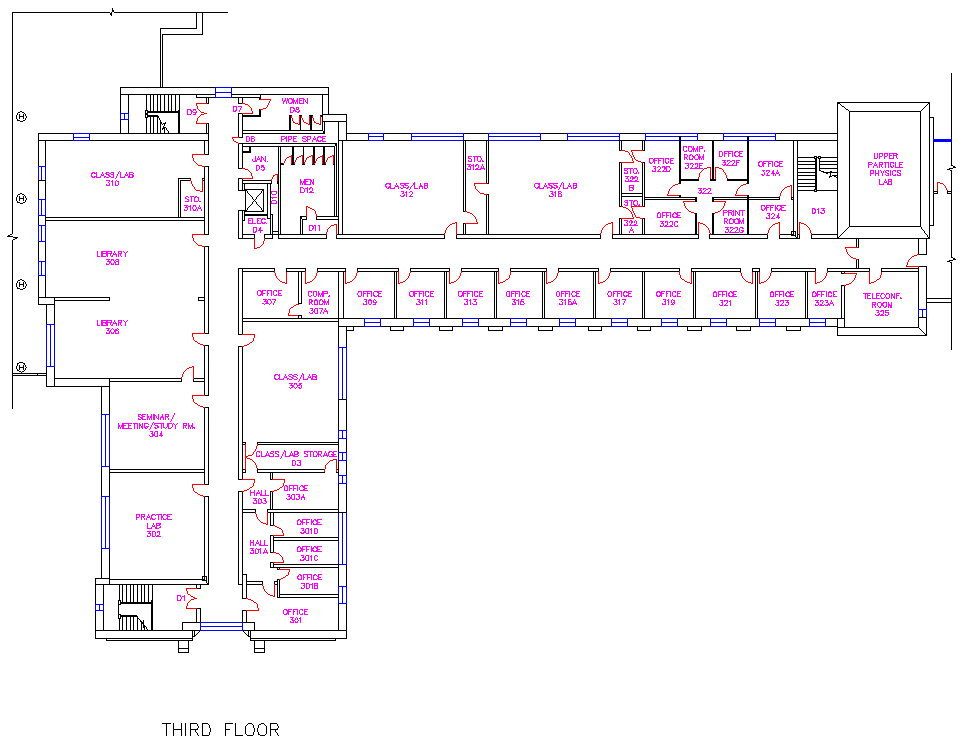 WOMEN
D8
D9
D7
D6
PIPE SPACE
JAN.
D5
MEN
D12
D10
ELEC.
D4
D11
CLASS/LAB
310
STO.
310A
LIBRARY
308
LIBRARY
306
SEMINAR/
MEETING/STUDY RM.
304
PRACTICE
LAB
302
D1
CLASS/LAB
312
STO.
312A
CLASS/LAB
318
STO.
322
B
STO.
322
A
OFFICE
322D
COMP.
ROOM
322E
OFFICE
322F
OFFICE
324A
322
OFFICE
322C
PRINT
ROOM
322G
OFFICE
324
D13
UPPER
PARTICLE
PHYSICS
LAB
OFFICE
307
COMP.
ROOM
307A
OFFICE
309
OFFICE
311
OFFICE
313
OFFICE
315
OFFICE
315A
OFFICE
317
OFFICE
319
OFFICE
321
OFFICE
323
OFFICE
323A
TELECONF.
ROOM
325
CLASS/LAB
305
CLASS/LAB STORAGE
D3
HALL
303
OFFICE
303A
HALL
301A
OFFICE
301D
OFFICE
301C
OFFICE
301B
OFFICE
301
H
H
H
H
THIRD FLOOR